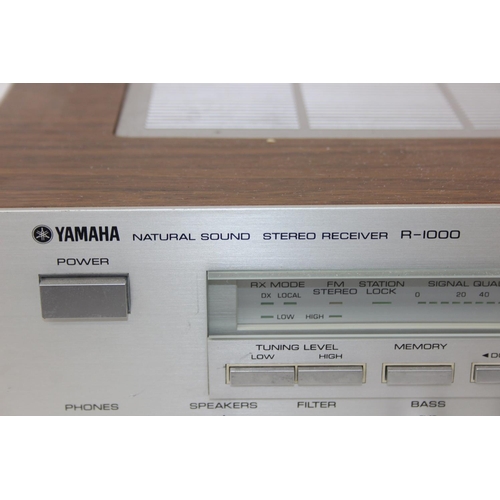 YAMAHA NATURAL SOUND STEREO RECEIVER R-1000
POWER
RX MODE FM STATION SIGNAL QUA
DX LOCAL STEREO LOCK 0 20 40
LOW HIGH
TUNING LEVEL MEMORY
LOW HIGH
PHONES SPEAKERS FILTER BASS